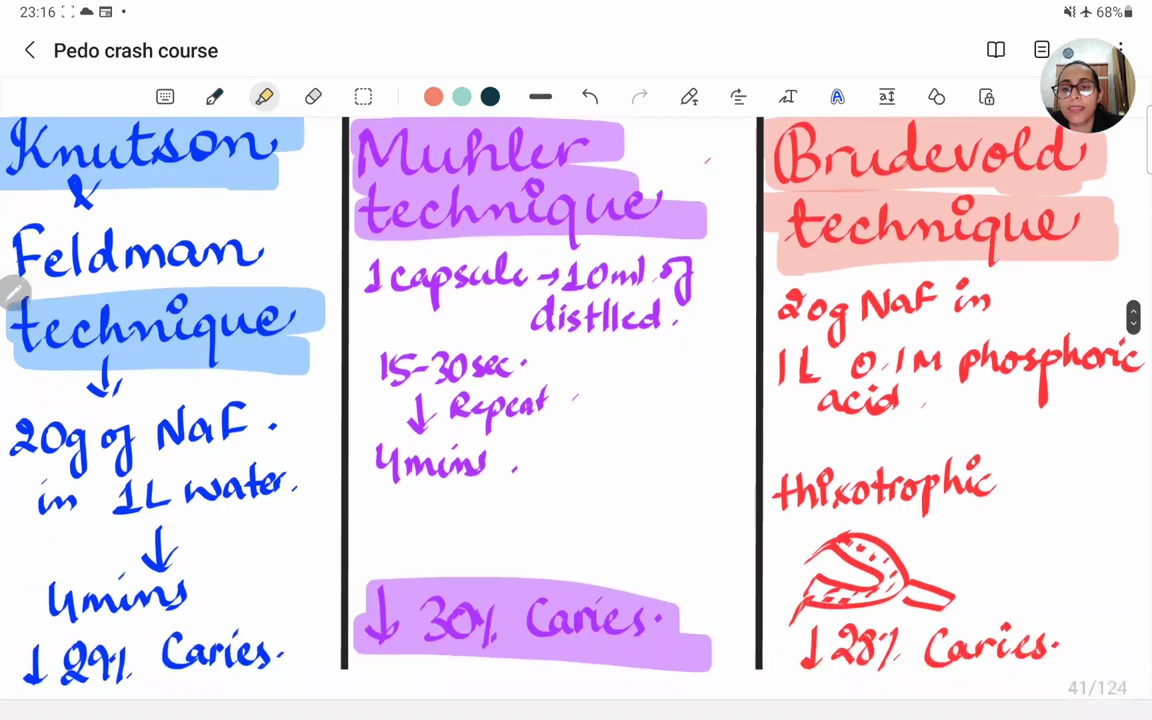 23:16
68%
Pedo crash course
Knutson
&
Feldman
technique
20g of NaF.
in 1L water.
4mins
↓ 29% Caries.
Muhler
technique
1 capsule → 10ml of
distlled.
15-30sec.
↓ Repeat
4mins.
↓ 30% Caries.
Brudevold
technique
20g NaF in
1L 0.1M phosphoric
acid.
thixotrophic
↓ 28% Caries.
41/124